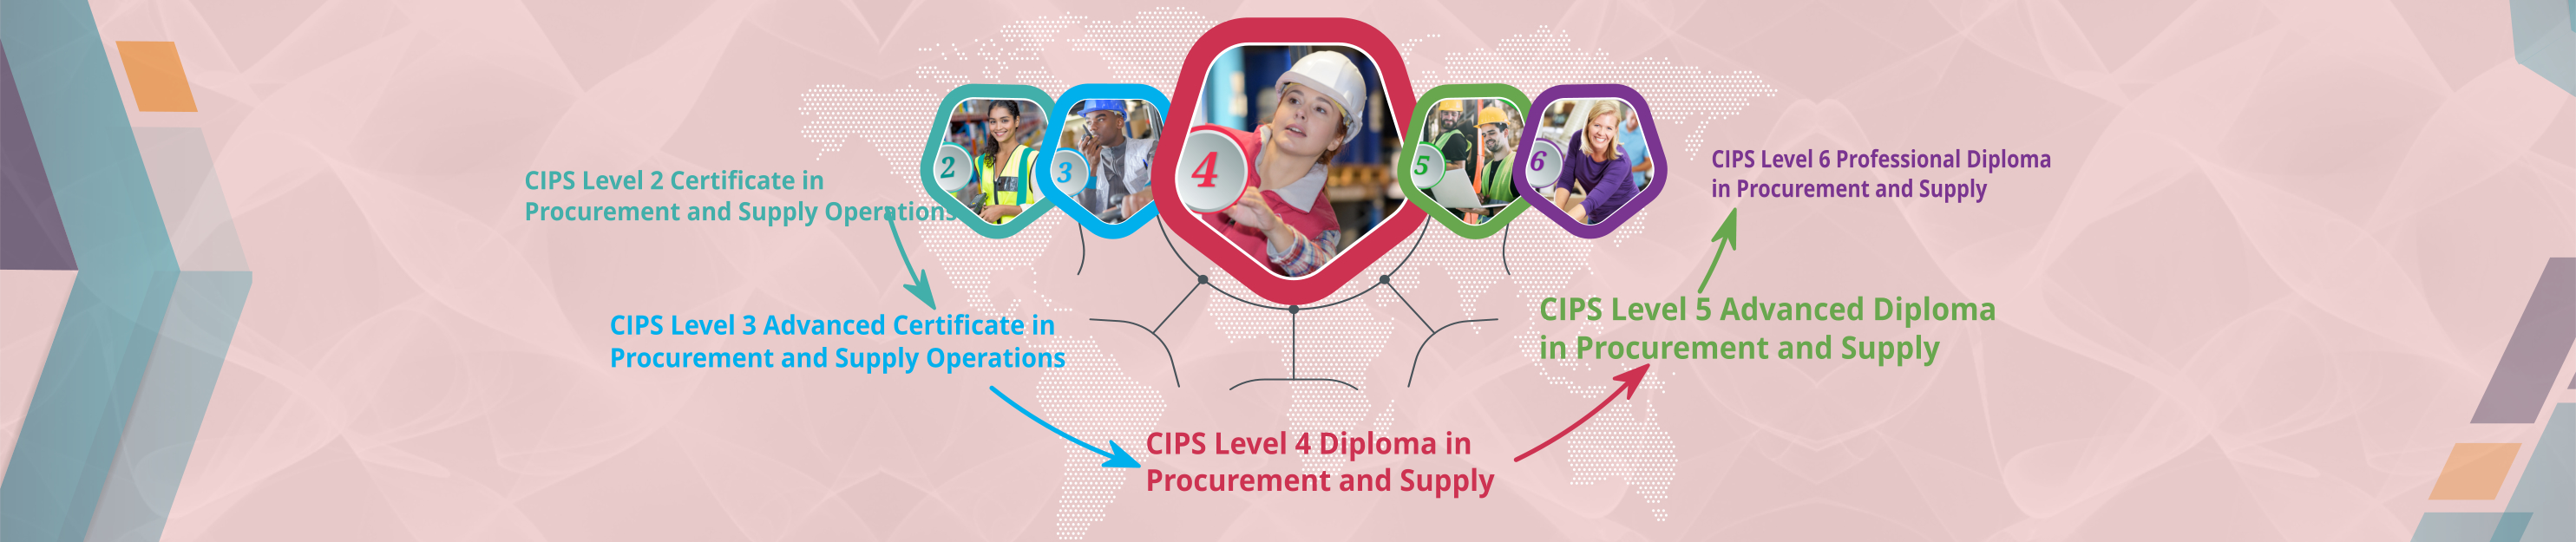 2
3
4
5
6
CIPS Level 2 Certificate in
Procurement and Supply Operations
CIPS Level 3 Advanced Certificate in
Procurement and Supply Operations
CIPS Level 4 Diploma in
Procurement and Supply
CIPS Level 5 Advanced Diploma
in Procurement and Supply
CIPS Level 6 Professional Diploma
in Procurement and Supply